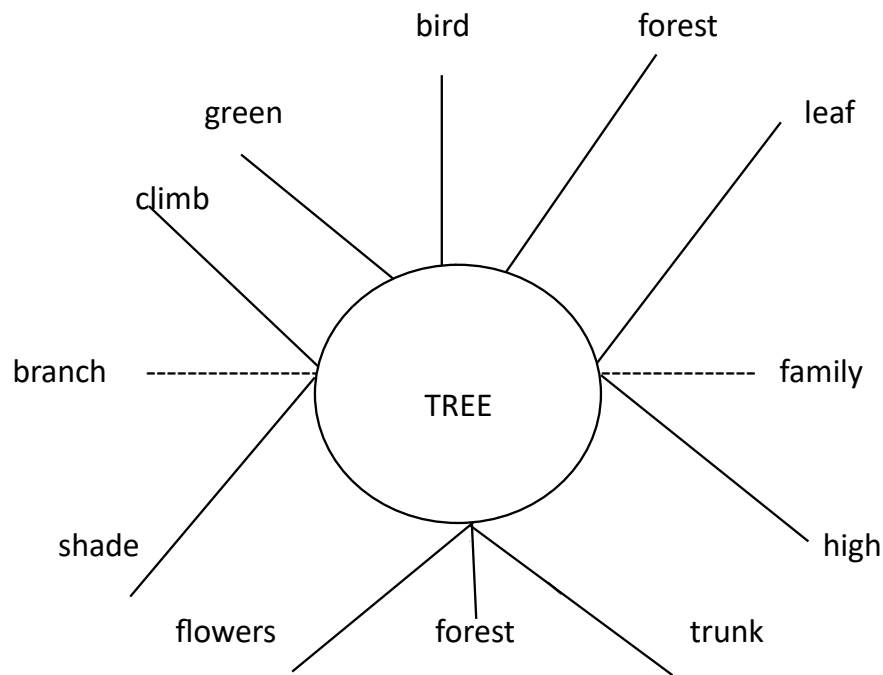 bird forest
green leaf
climb
branch family
TREE
shade high
flowers forest trunk